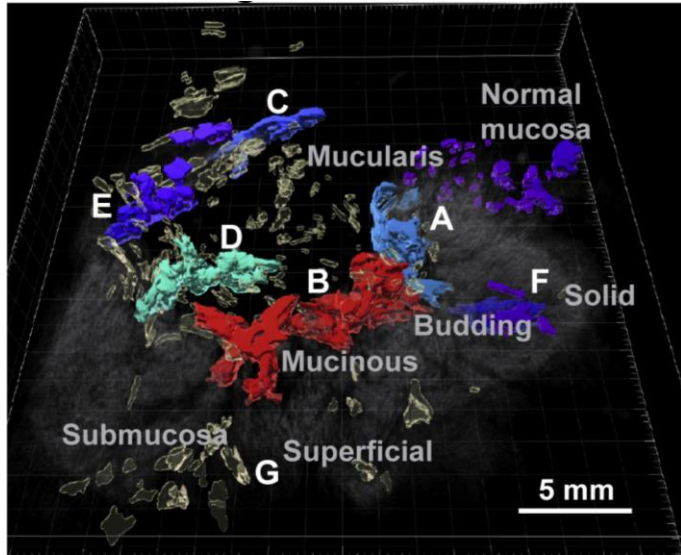 C
Normal
mucosa
Mucularis
E
A
D
B
F
Solid
Budding
Mucinous
Submucosa
Superficial
G
5 mm